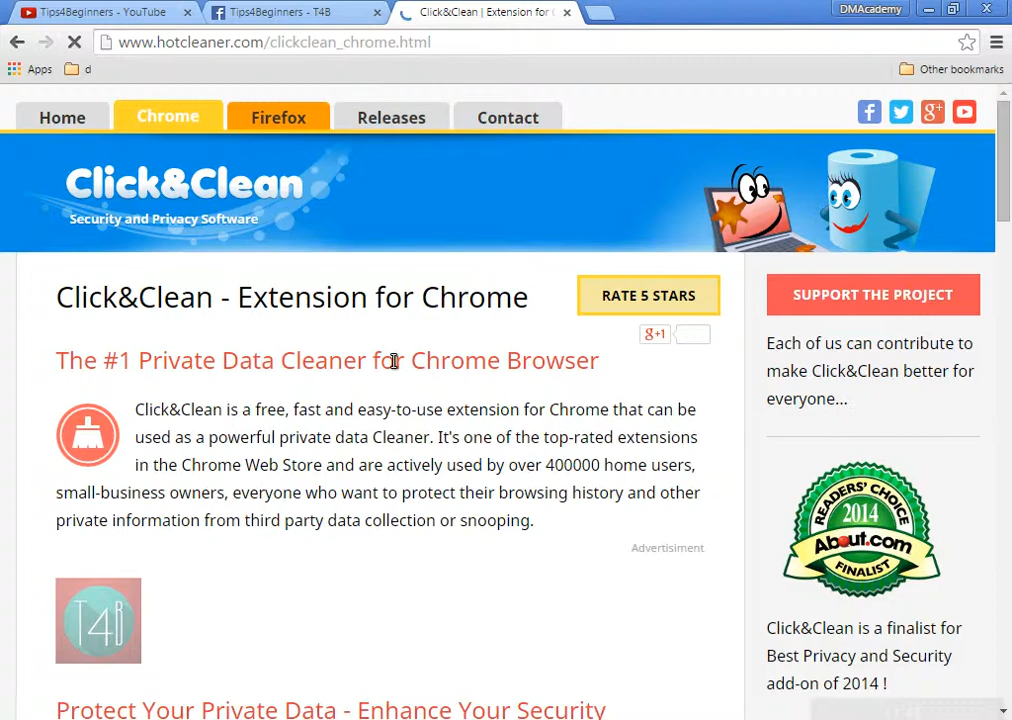 Tips4Beginners - YouTube
Tips4Beginners - T4B
Click&Clean | Extension for
DMAcademy
www.hotcleaner.com/clickclean_chrome.html
Apps
d
Other bookmarks
Home
Chrome
Firefox
Releases
Contact
Click&Clean
Security and Privacy Software
Click&Clean - Extension for Chrome
RATE 5 STARS
g+1
The #1 Private Data Cleaner for Chrome Browser
Click&Clean is a free, fast and easy-to-use extension for Chrome that can be
used as a powerful private data Cleaner. It's one of the top-rated extensions
in the Chrome Web Store and are actively used by over 400000 home users,
small-business owners, everyone who want to protect their browsing history and other
private information from third party data collection or snooping.
Advertisiment
T4B
Protect Your Private Data - Enhance Your Security
SUPPORT THE PROJECT
Each of us can contribute to
make Click&Clean better for
everyone...
READERS' CHOICE
2014
About.com
FINALIST
Click&Clean is a finalist for
Best Privacy and Security
add-on of 2014 !